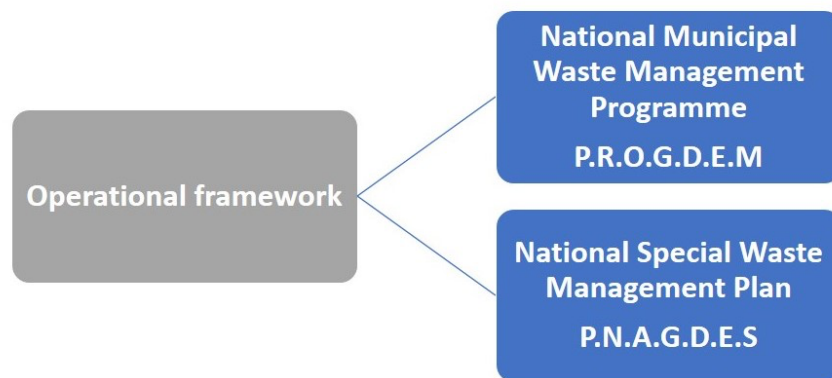 Operational framework
National Municipal
Waste Management
Programme
P.R.O.G.D.E.M
National Special Waste
Management Plan
P.N.A.G.D.E.S